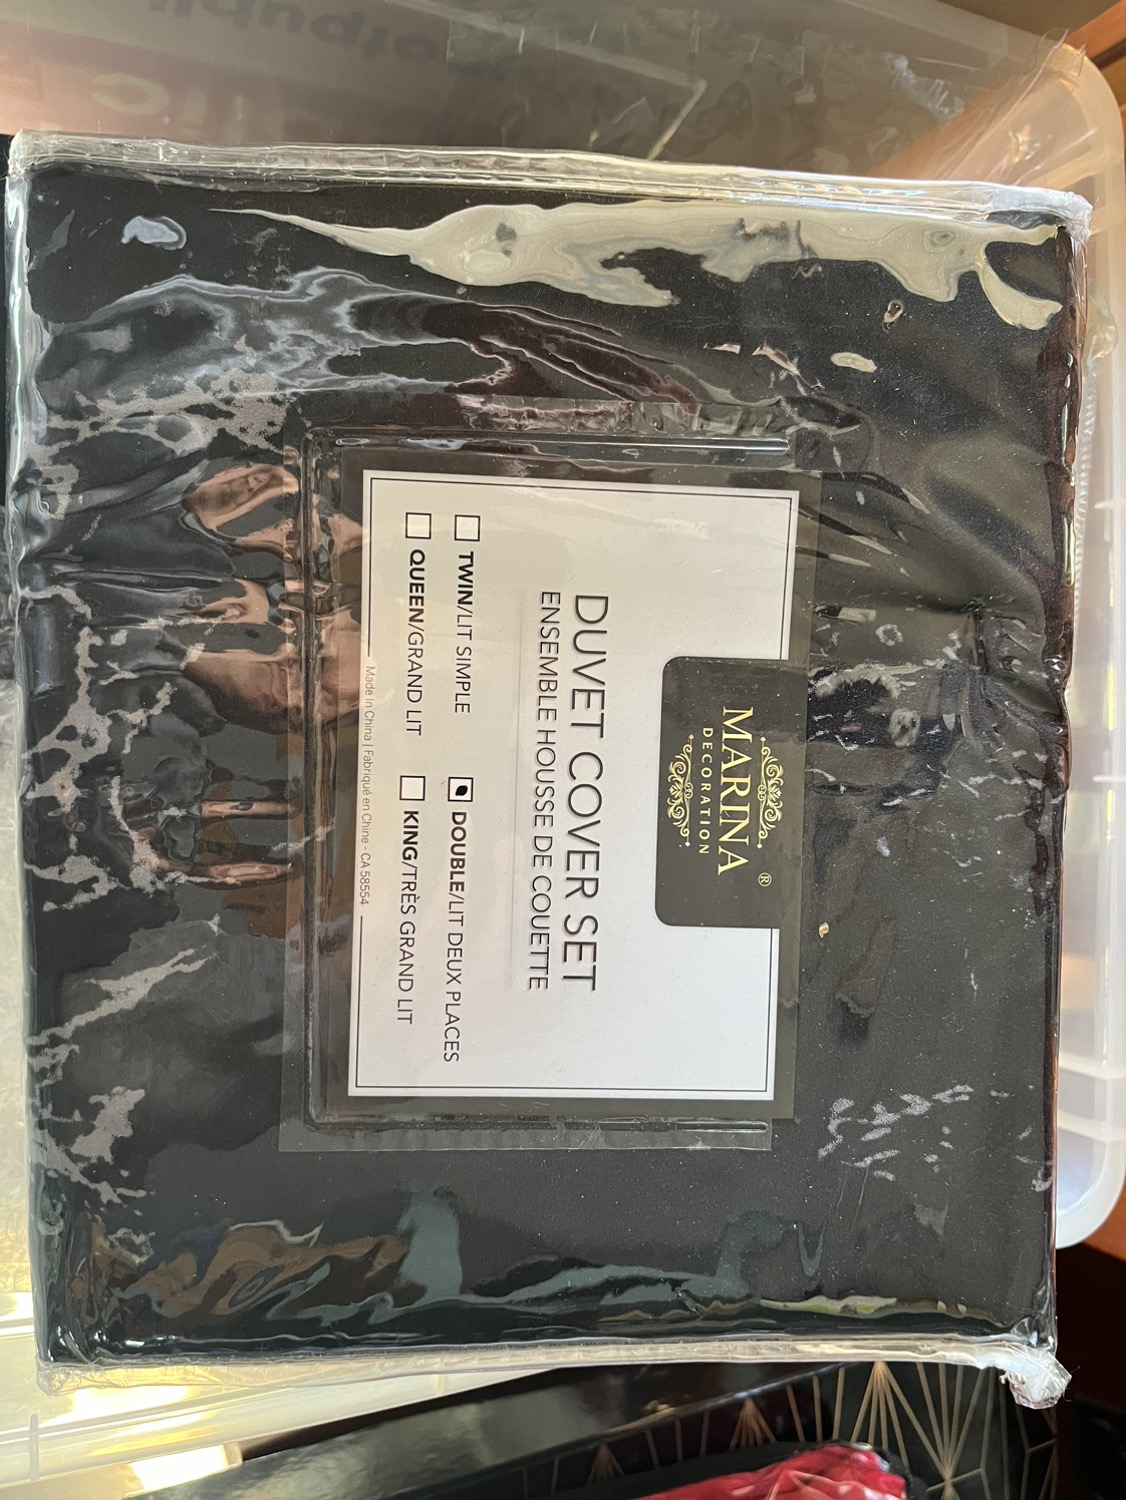 MARINA ®
DECORATION
DUVET COVER SET
ENSEMBLE HOUSSE DE COUETTE
TWIN/LIT SIMPLE
DOUBLE/LIT DEUX PLACES
QUEEN/GRAND LIT
KING/TRÈS GRAND LIT
Made In China | Fabriqué en Chine - CA 58554